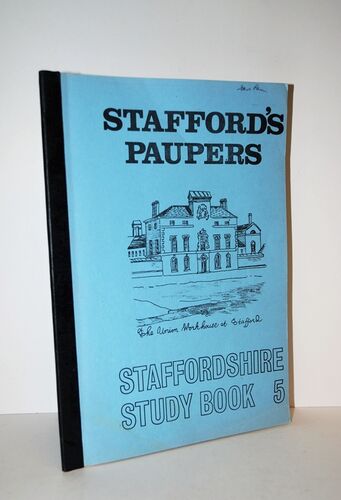 STAFFORD'S
PAUPERS
The Union Workhouse at Stafford
STAFFORDSHIRE
STUDY BOOK 5